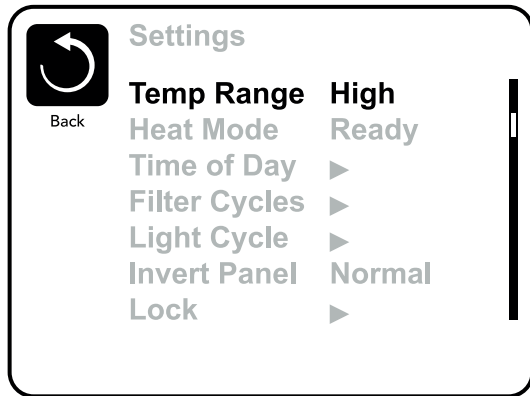 Settings
Back
Temp Range High
Heat Mode Ready
Time of Day ▶
Filter Cycles ▶
Light Cycle ▶
Invert Panel Normal
Lock ▶